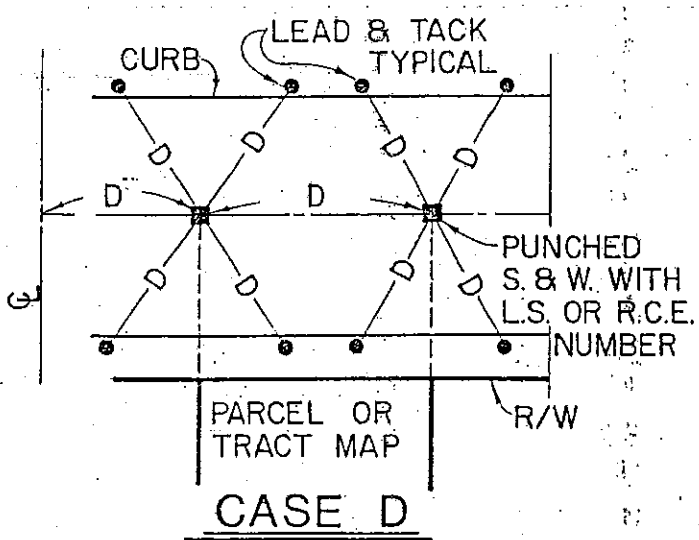 LEAD & TACK
TYPICAL
CURB
D D D D
D D
D D D D
℄
PUNCHED
S. & W. WITH
L.S. OR R.C.E.
NUMBER
PARCEL OR
TRACT MAP
R/W
CASE D